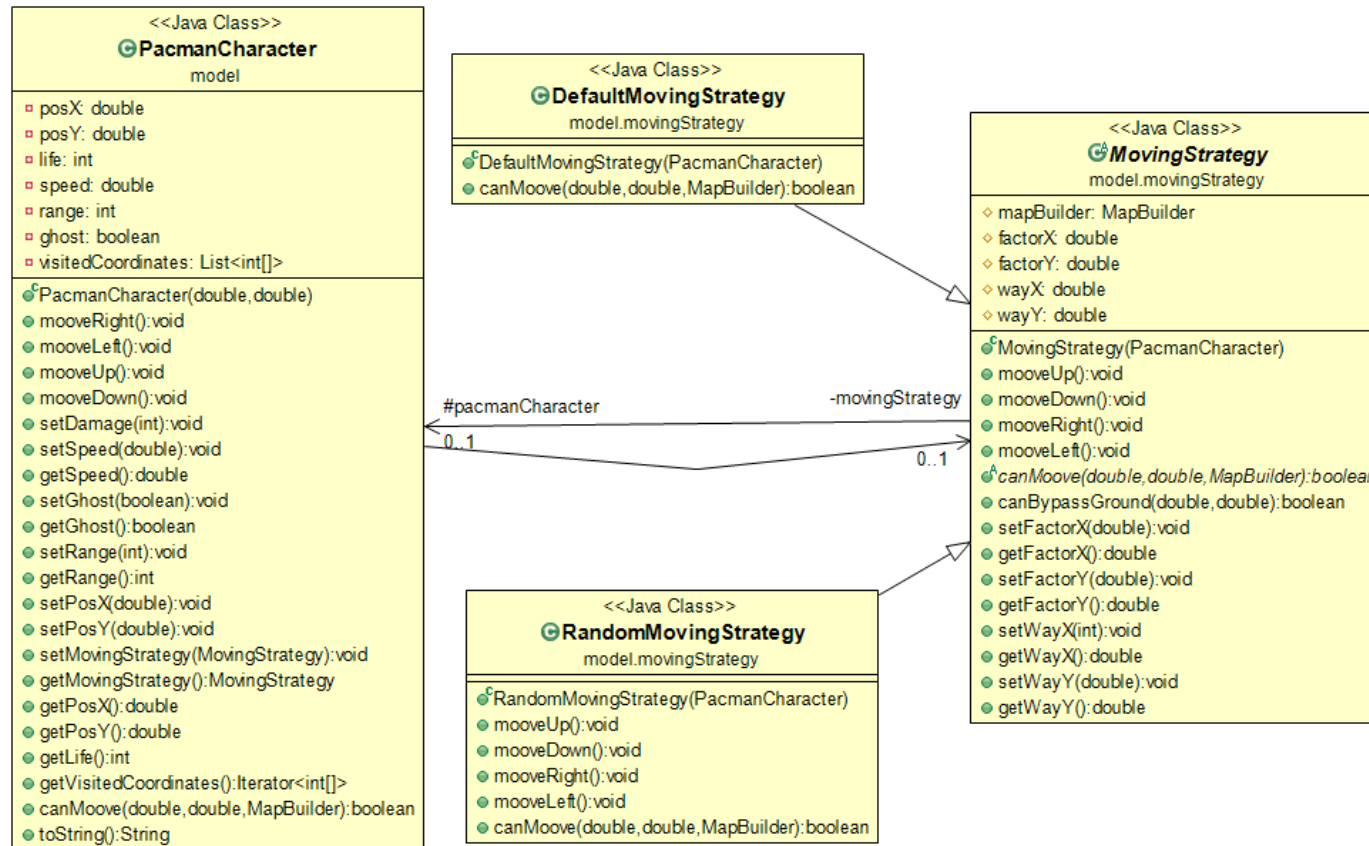 <<Java Class>>
PacmanCharacter
model
posX: double
posY: double
life: int
speed: double
range: int
ghost: boolean
visitedCoordinates: List<int[]>
PacmanCharacter(double,double)
mooveRight():void
mooveLeft():void
mooveUp():void
mooveDown():void
setDamage(int):void
setSpeed(double):void
getSpeed():double
setGhost(boolean):void
getGhost():boolean
setRange(int):void
getRange():int
setPosX(double):void
setPosY(double):void
setMovingStrategy(MovingStrategy):void
getMovingStrategy():MovingStrategy
getPosX():double
getPosY():double
getLife():int
getVisitedCoordinates():Iterator<int[]>
canMoove(double,double,MapBuilder):boolean
toString():String
<<Java Class>>
DefaultMovingStrategy
model.movingStrategy
DefaultMovingStrategy(PacmanCharacter)
canMoove(double,double,MapBuilder):boolean
#pacmanCharacter
0..1
-movingStrategy
0..1
<<Java Class>>
RandomMovingStrategy
model.movingStrategy
RandomMovingStrategy(PacmanCharacter)
mooveUp():void
mooveDown():void
mooveRight():void
mooveLeft():void
canMoove(double,double,MapBuilder):boolean
<<Java Class>>
MovingStrategy
model.movingStrategy
mapBuilder: MapBuilder
factorX: double
factorY: double
wayX: double
wayY: double
MovingStrategy(PacmanCharacter)
mooveUp():void
mooveDown():void
mooveRight():void
mooveLeft():void
canMoove(double,double,MapBuilder):boolea
canBypassGround(double,double):boolean
setFactorX(double):void
getFactorX():double
setFactorY(double):void
getFactorY():double
setWayX(int):void
getWayX():double
setWayY(double):void
getWayY():double